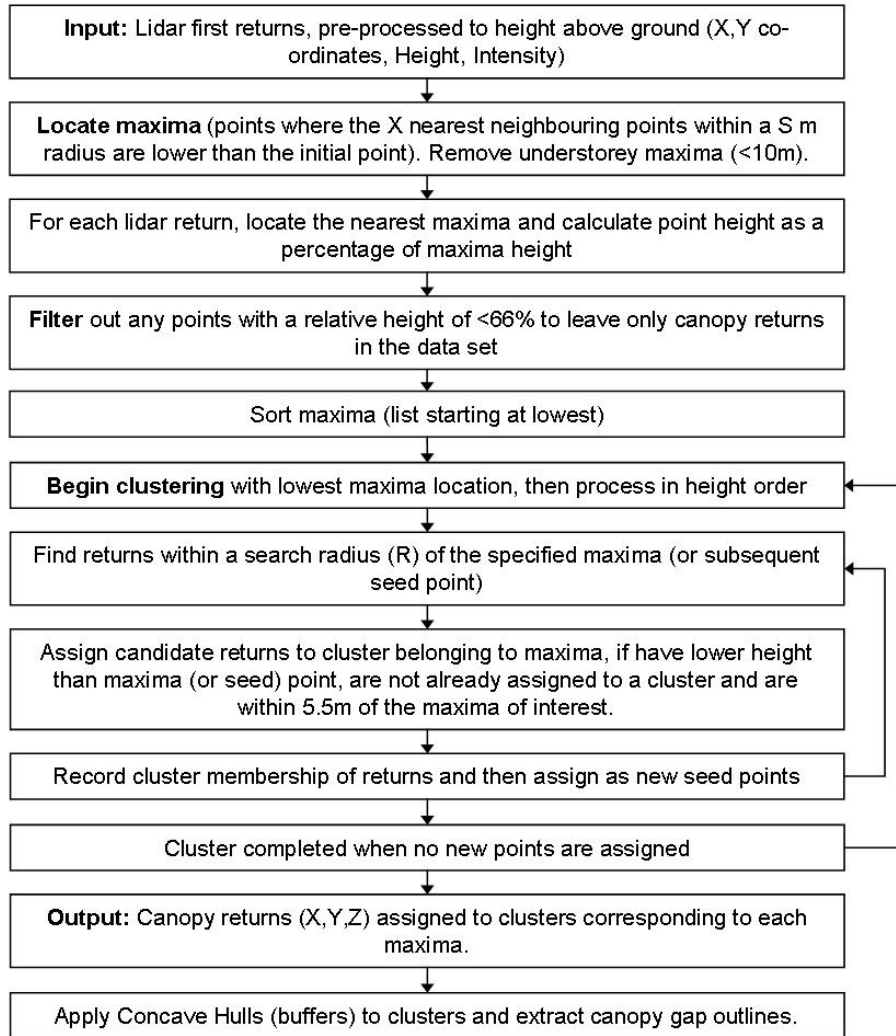 Input: Lidar first returns, pre-processed to height above ground (X,Y co-
ordinates, Height, Intensity)
Locate maxima (points where the X nearest neighbouring points within a S m
radius are lower than the initial point). Remove understorey maxima (<10m).
For each lidar return, locate the nearest maxima and calculate point height as a
percentage of maxima height
Filter out any points with a relative height of <66% to leave only canopy returns
in the data set
Sort maxima (list starting at lowest)
Begin clustering with lowest maxima location, then process in height order
Find returns within a search radius (R) of the specified maxima (or subsequent
seed point)
Assign candidate returns to cluster belonging to maxima, if have lower height
than maxima (or seed) point, are not already assigned to a cluster and are
within 5.5m of the maxima of interest.
Record cluster membership of returns and then assign as new seed points
Cluster completed when no new points are assigned
Output: Canopy returns (X,Y,Z) assigned to clusters corresponding to each
maxima.
Apply Concave Hulls (buffers) to clusters and extract canopy gap outlines.